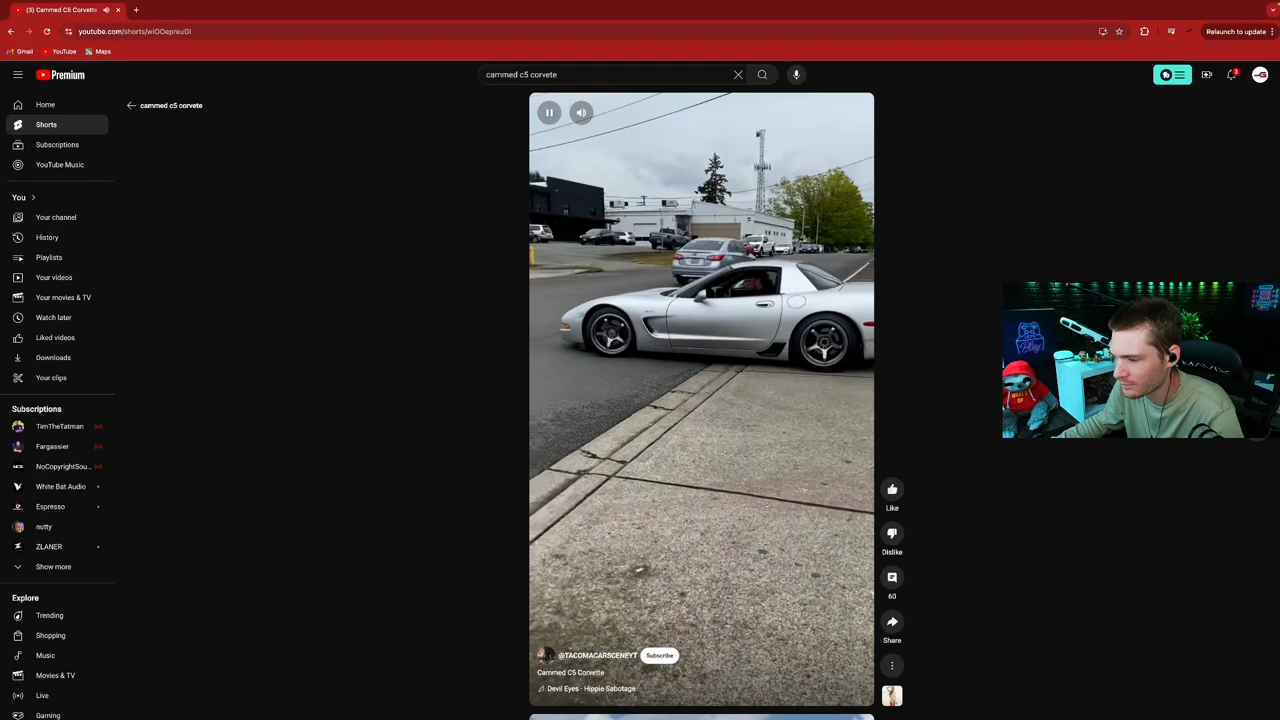 (3) Cammed C5 Corvette
youtube.com/shorts/wiOOepreuGI
Relaunch to update
Gmail
YouTube
Maps
Premium
cammed c5 corvete
3
Home
cammed c5 corvete
Shorts
Subscriptions
YouTube Music
You
Your channel
History
Playlists
Your videos
Your movies & TV
Watch later
Liked videos
Downloads
Your clips
Subscriptions
TimTheTatman
Fargassier
NoCopyrightSou...
White Bat Audio
Espresso
nutty
ZLANER
Show more
Explore
Trending
Shopping
Music
Movies & TV
Live
Gaming
Like
Dislike
60
Share
@TACOMACARSCENEYT
Subscribe
Cammed C5 Corvette
Devil Eyes · Hippie Sabotage